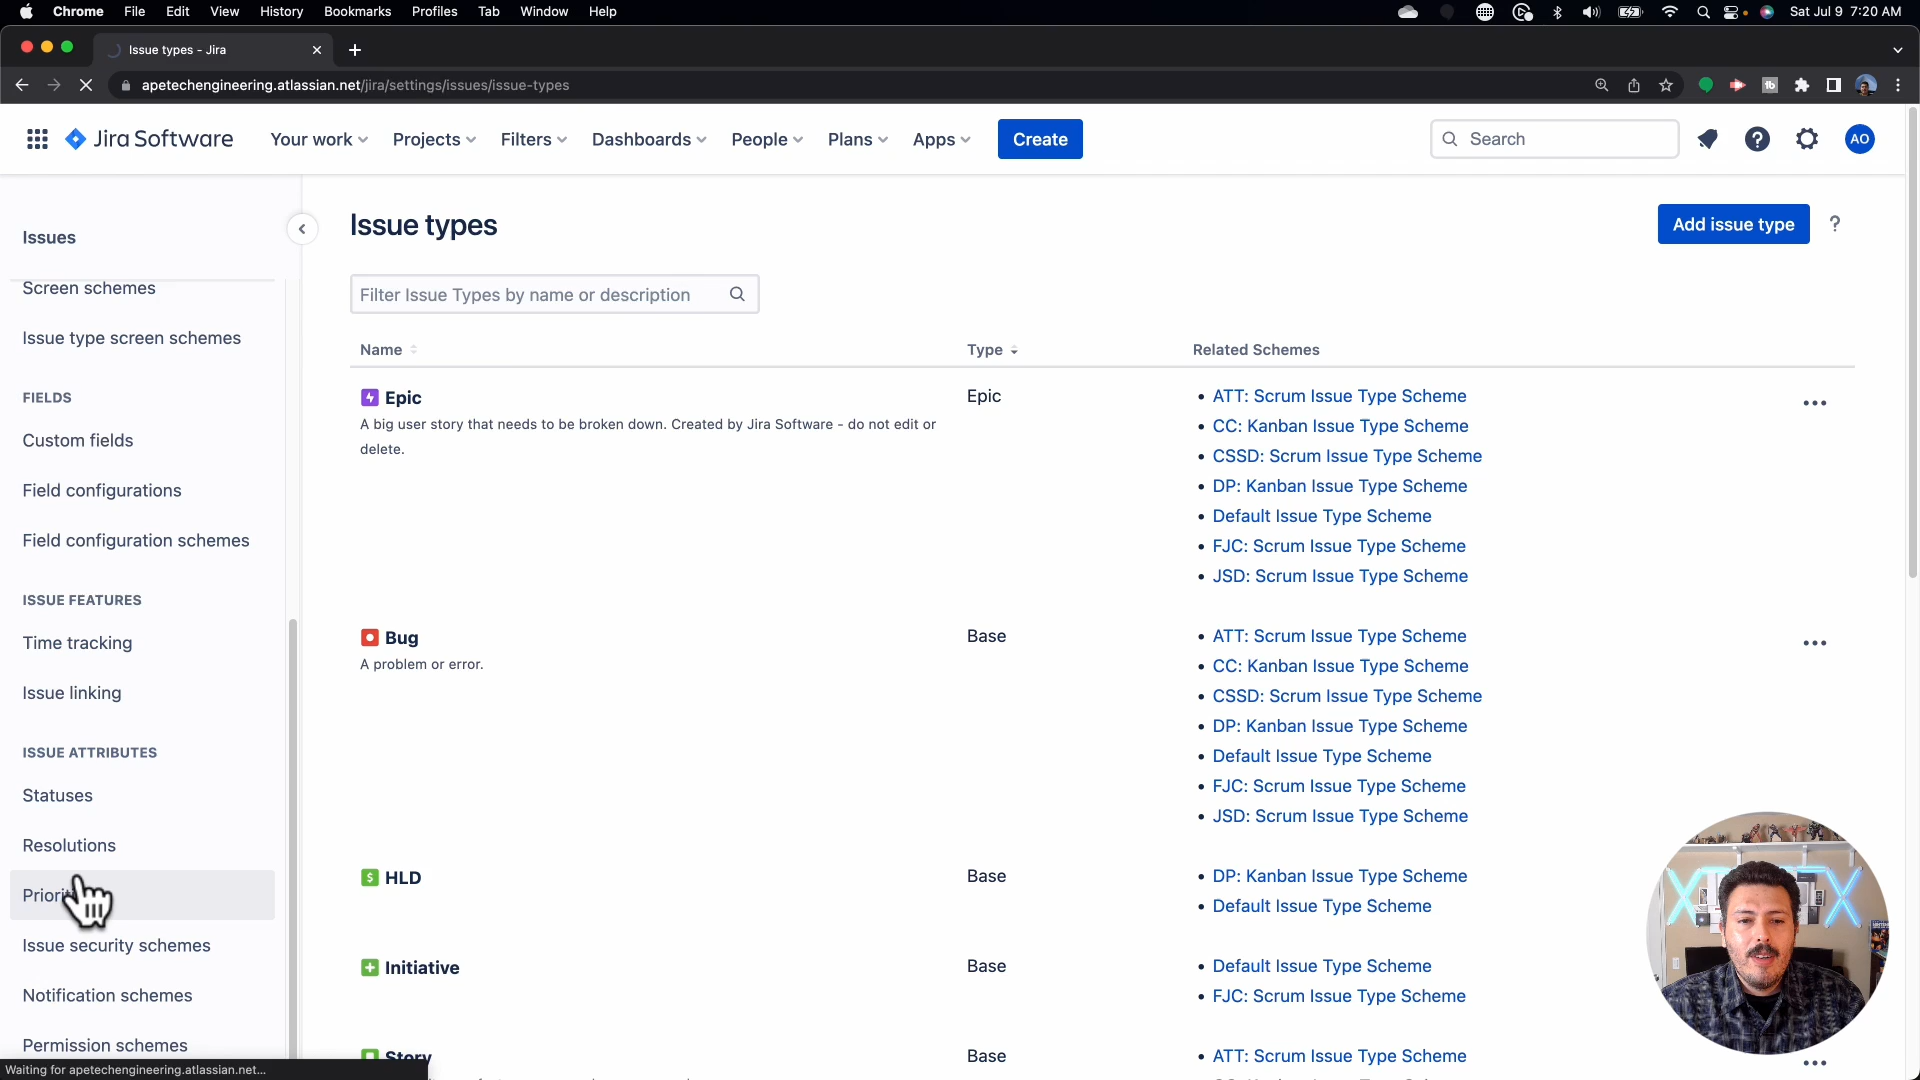 Chrome File Edit View History Bookmarks Profiles Tab Window Help Sat Jul 9 7:20 AM
Issue types - Jira
apetechengineering.atlassian.net/jira/settings/issues/issue-types
Jira Software Your work Projects Filters Dashboards People Plans Apps Create Search AO
Issues
Screen schemes
Issue type screen schemes
FIELDS
Custom fields
Field configurations
Field configuration schemes
ISSUE FEATURES
Time tracking
Issue linking
ISSUE ATTRIBUTES
Statuses
Resolutions
Issue security schemes
Notification schemes
Permission schemes
Waiting for apetechengineering.atlassian.net...
Issue types
Add issue type ?
Filter Issue Types by name or description
Name Type Related Schemes
Epic Epic
A big user story that needs to be broken down. Created by Jira Software - do not edit or
delete.
• ATT: Scrum Issue Type Scheme
• CC: Kanban Issue Type Scheme
• CSSD: Scrum Issue Type Scheme
• DP: Kanban Issue Type Scheme
• Default Issue Type Scheme
• FJC: Scrum Issue Type Scheme
• JSD: Scrum Issue Type Scheme
Bug Base
A problem or error.
• ATT: Scrum Issue Type Scheme
• CC: Kanban Issue Type Scheme
• CSSD: Scrum Issue Type Scheme
• DP: Kanban Issue Type Scheme
• Default Issue Type Scheme
• FJC: Scrum Issue Type Scheme
• JSD: Scrum Issue Type Scheme
HLD Base
• DP: Kanban Issue Type Scheme
• Default Issue Type Scheme
Initiative Base
• Default Issue Type Scheme
• FJC: Scrum Issue Type Scheme
Story Base
• ATT: Scrum Issue Type Scheme